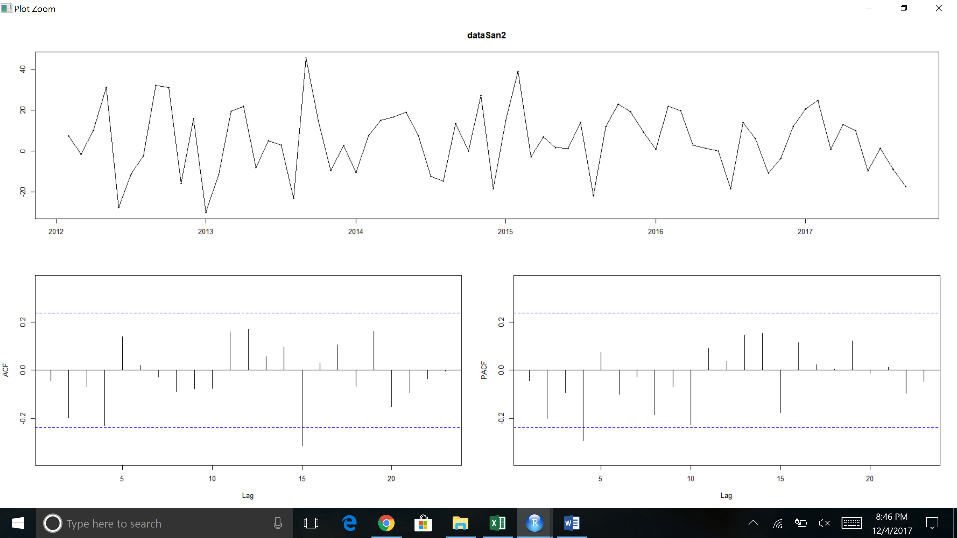 Plot Zoom
dataSan2
40
20
0
-20
2012 2013 2014 2015 2016 2017
ACF
0.2
0.0
-0.2
5 10 15 20
Lag
PACF
0.2
0.0
-0.2
5 10 15 20
Lag
Type here to search
8:46 PM
12/4/2017